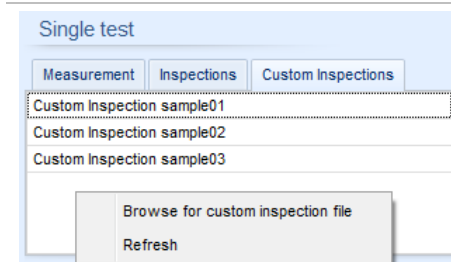 Single test
Measurement Inspections Custom Inspections
Custom Inspection sample01
Custom Inspection sample02
Custom Inspection sample03
Browse for custom inspection file
Refresh